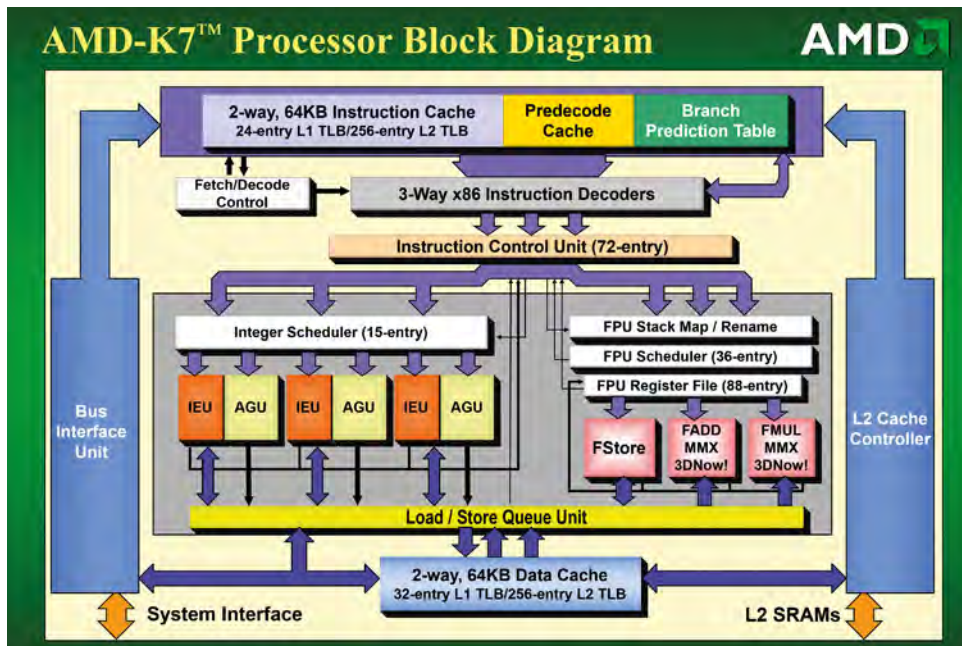 AMD-K7™ Processor Block Diagram
AMD
2-way, 64KB Instruction Cache
24-entry L1 TLB/256-entry L2 TLB
Predecode
Cache
Branch
Prediction Table
Fetch/Decode
Control
3-Way x86 Instruction Decoders
Instruction Control Unit (72-entry)
Bus
Interface
Unit
Integer Scheduler (15-entry)
IEU
AGU
IEU
AGU
IEU
AGU
FPU Stack Map / Rename
FPU Scheduler (36-entry)
FPU Register File (88-entry)
FStore
FADD
MMX
3DNow!
FMUL
MMX
3DNow!
L2 Cache
Controller
Load / Store Queue Unit
2-way, 64KB Data Cache
32-entry L1 TLB/256-entry L2 TLB
System Interface
L2 SRAMs